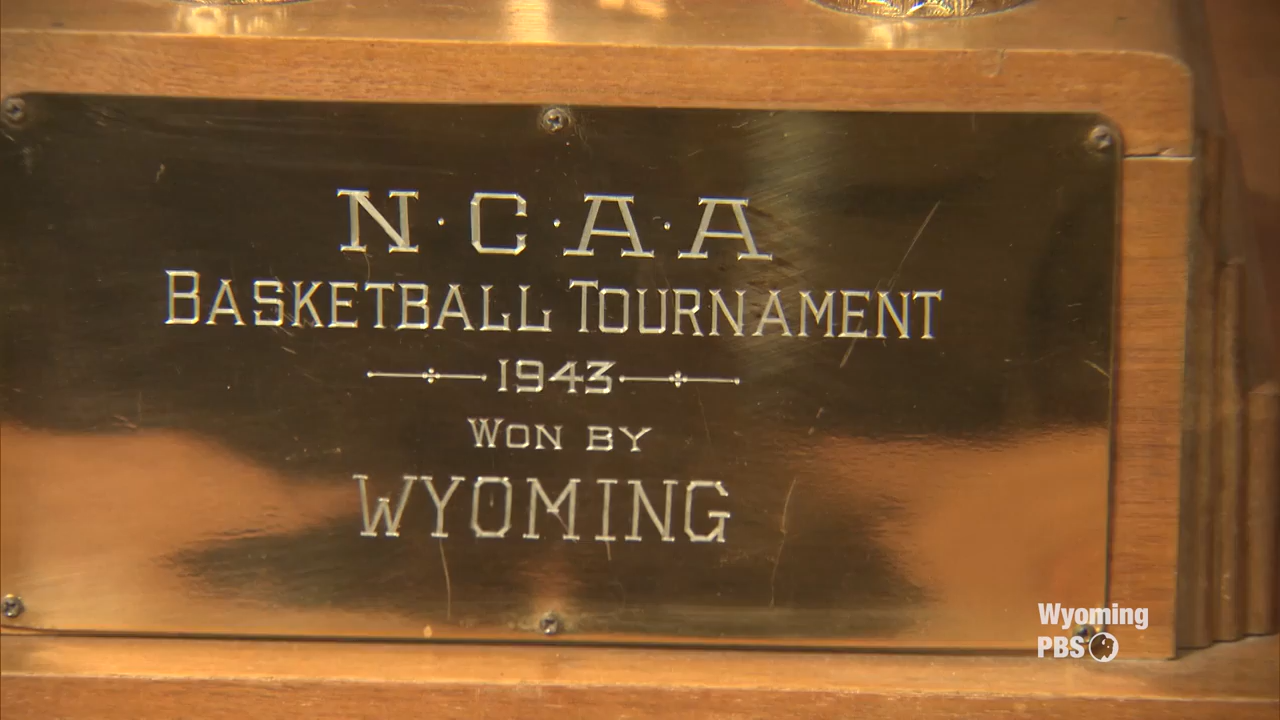 N·C·A·A
BASKETBALL TOURNAMENT
1943
WON BY
WYOMING
Wyoming
PBS